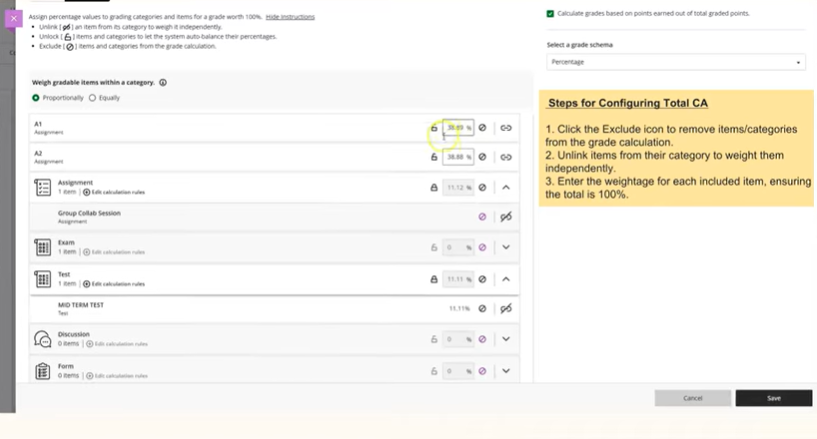 Assign percentage values to grading categories and items for a grade worth 100%. Hide Instructions
Unlink [ ] an item from its category to weigh it independently.
Unlock [ ] items and categories to let the system auto-balance their percentages.
Exclude [ ] items and categories from the grade calculation.
Calculate grades based on points earned out of total graded points.
Select a grade schema
Percentage
Weigh gradable items within a category.
Proportionally Equally
A1
Assignment
38.89 %
A2
Assignment
38.88 %
Assignment
1 item | Edit calculation rules
11.12 %
Group Collab Session
Assignment
Exam
1 item | Edit calculation rules
0 %
Test
1 item | Edit calculation rules
11.11 %
MID TERM TEST
Test
11.11%
Discussion
0 items | Edit calculation rules
0 %
Form
0 items | Edit calculation rules
0 %
Steps for Configuring Total CA
1. Click the Exclude icon to remove items/categories
from the grade calculation.
2. Unlink items from their category to weight them
independently.
3. Enter the weightage for each included item, ensuring
the total is 100%.
Cancel
Save